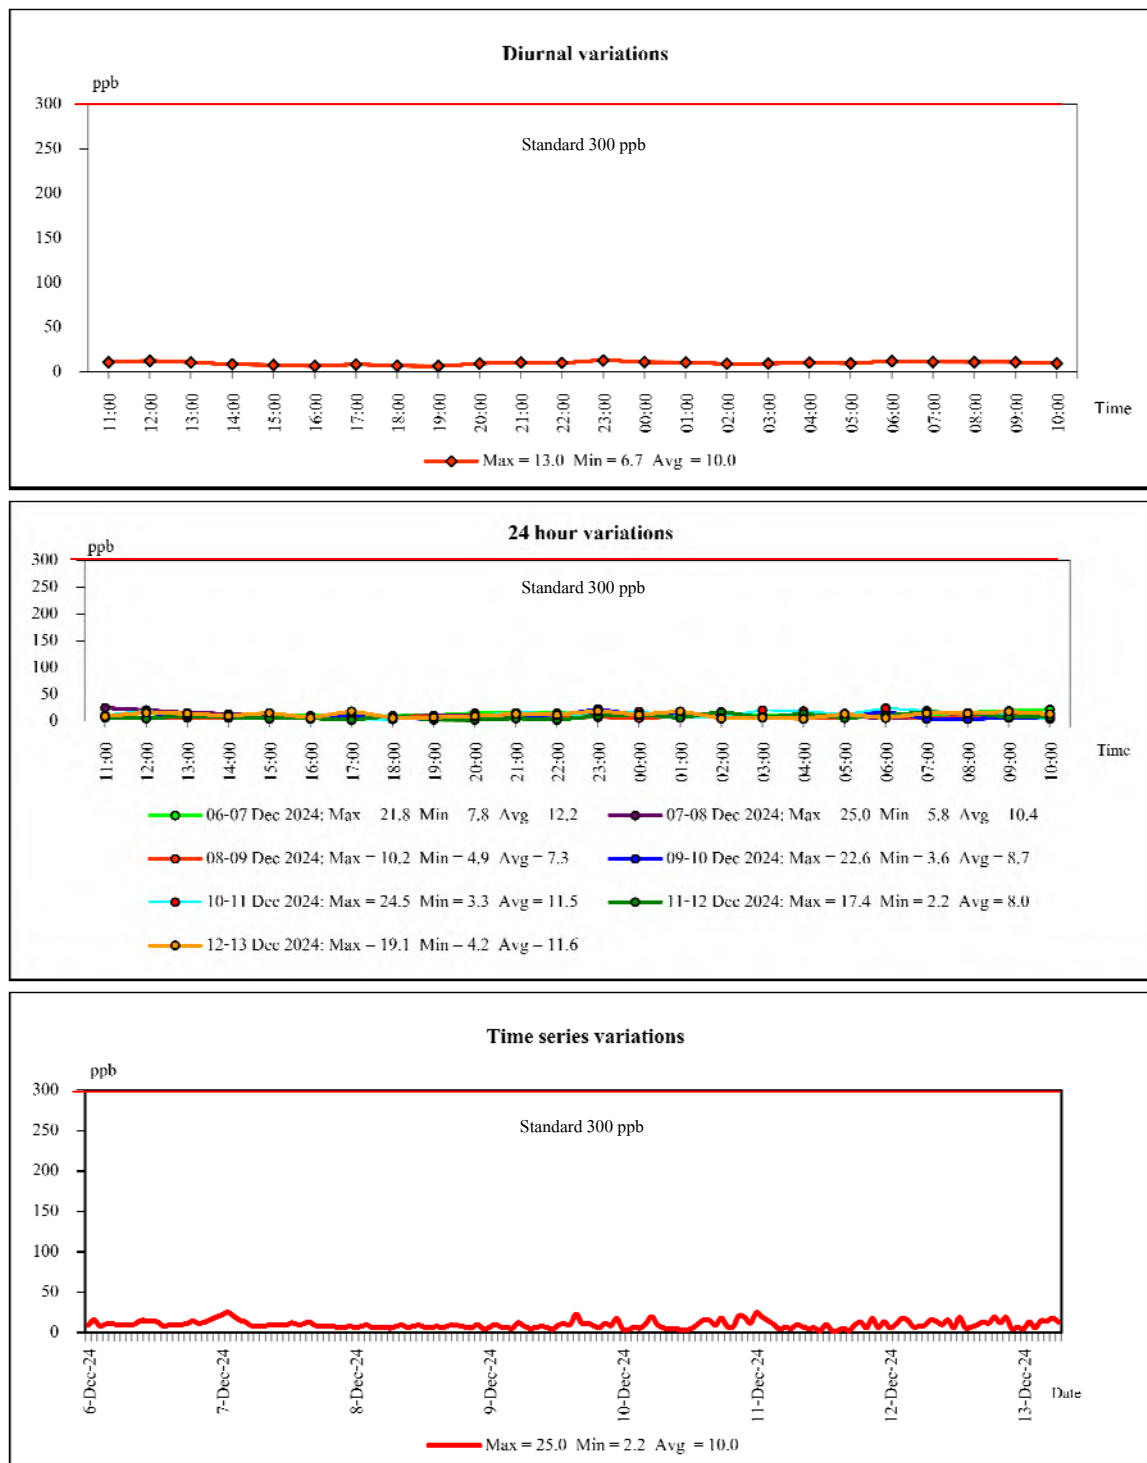 Diurnal variations
ppb
300
Standard 300 ppb
250
200
150
100
50
0
11:00 12:00 13:00 14:00 15:00 16:00 17:00 18:00 19:00 20:00 21:00 22:00 23:00 00:00 01:00 02:00 03:00 04:00 05:00 06:00 07:00 08:00 09:00 10:00
Time
Max = 13.0 Min = 6.7 Avg = 10.0
24 hour variations
ppb
300
Standard 300 ppb
250
200
150
100
50
0
11:00 12:00 13:00 14:00 15:00 16:00 17:00 18:00 19:00 20:00 21:00 22:00 23:00 00:00 01:00 02:00 03:00 04:00 05:00 06:00 07:00 08:00 09:00 10:00
Time
06-07 Dec 2024: Max 21.8 Min 7.8 Avg 12.2
07-08 Dec 2024: Max 25.0 Min 5.8 Avg 10.4
08-09 Dec 2024: Max = 10.2 Min = 4.9 Avg = 7.3
09-10 Dec 2024: Max = 22.6 Min = 3.6 Avg = 8.7
10-11 Dec 2024: Max = 24.5 Min = 3.3 Avg = 11.5
11-12 Dec 2024: Max = 17.4 Min = 2.2 Avg = 8.0
12-13 Dec 2024: Max = 19.1 Min = 4.2 Avg = 11.6
Time series variations
ppb
300
Standard 300 ppb
250
200
150
100
50
0
6-Dec-24 7-Dec-24 8-Dec-24 9-Dec-24 10-Dec-24 11-Dec-24 12-Dec-24 13-Dec-24
Date
Max = 25.0 Min = 2.2 Avg = 10.0